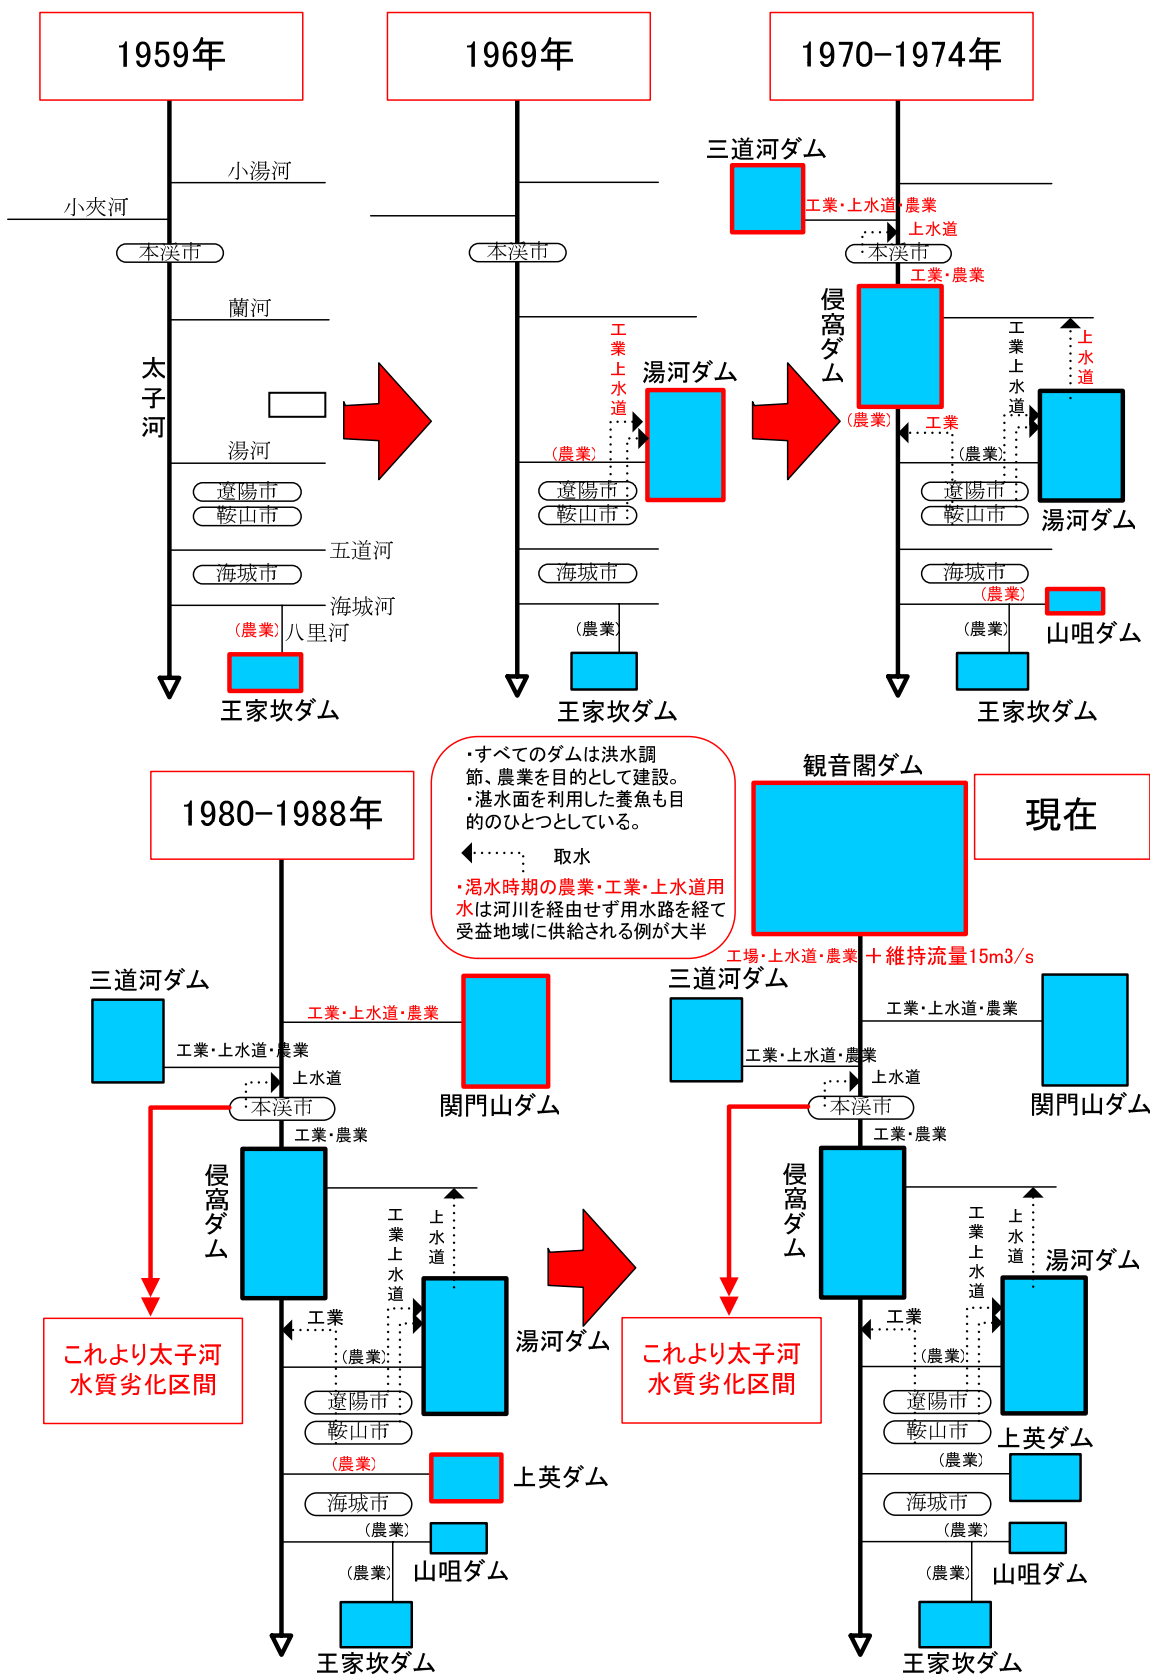 1959年
小湯河
小夾河
本渓市
蘭河
太子河
湯河
遼陽市
鞍山市
五道河
海城市
海城河
(農業)
八里河
王家坎ダム
1969年
本渓市
工業上水道
湯河ダム
(農業)
遼陽市
鞍山市
海城市
(農業)
王家坎ダム
1970-1974年
三道河ダム
工業・上水道・農業
上水道
本渓市
工業・農業
侵窩ダム
工業上水道
上水道
(農業)
工業
(農業)
遼陽市
鞍山市
湯河ダム
海城市
(農業)
山咀ダム
(農業)
王家坎ダム
・すべてのダムは洪水調
節、農業を目的として建設。
・湛水面を利用した養魚も目
的のひとつとしている。
取水
・渇水時期の農業・工業・上水道用
水は河川を経由せず用水路を経て
受益地域に供給される例が大半
1980-1988年
三道河ダム
工業・上水道・農業
関門山ダム
工業・上水道・農業
上水道
本渓市
工業・農業
侵窩ダム
工業上水道
上水道
工業
湯河ダム
これより太子河
水質劣化区間
(農業)
遼陽市
鞍山市
(農業)
上英ダム
海城市
(農業)
山咀ダム
(農業)
王家坎ダム
観音閣ダム
現在
工場・上水道・農業＋維持流量15m3/s
三道河ダム
工業・上水道・農業
関門山ダム
工業・上水道・農業
上水道
本渓市
工業・農業
侵窩ダム
工業上水道
上水道
湯河ダム
工業
これより太子河
水質劣化区間
(農業)
遼陽市
鞍山市
上英ダム
(農業)
海城市
(農業)
山咀ダム
(農業)
王家坎ダム